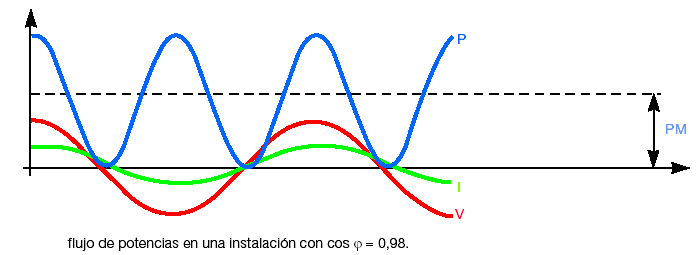 P
PM
I
V
flujo de potencias en una instalación con cos φ = 0,98.